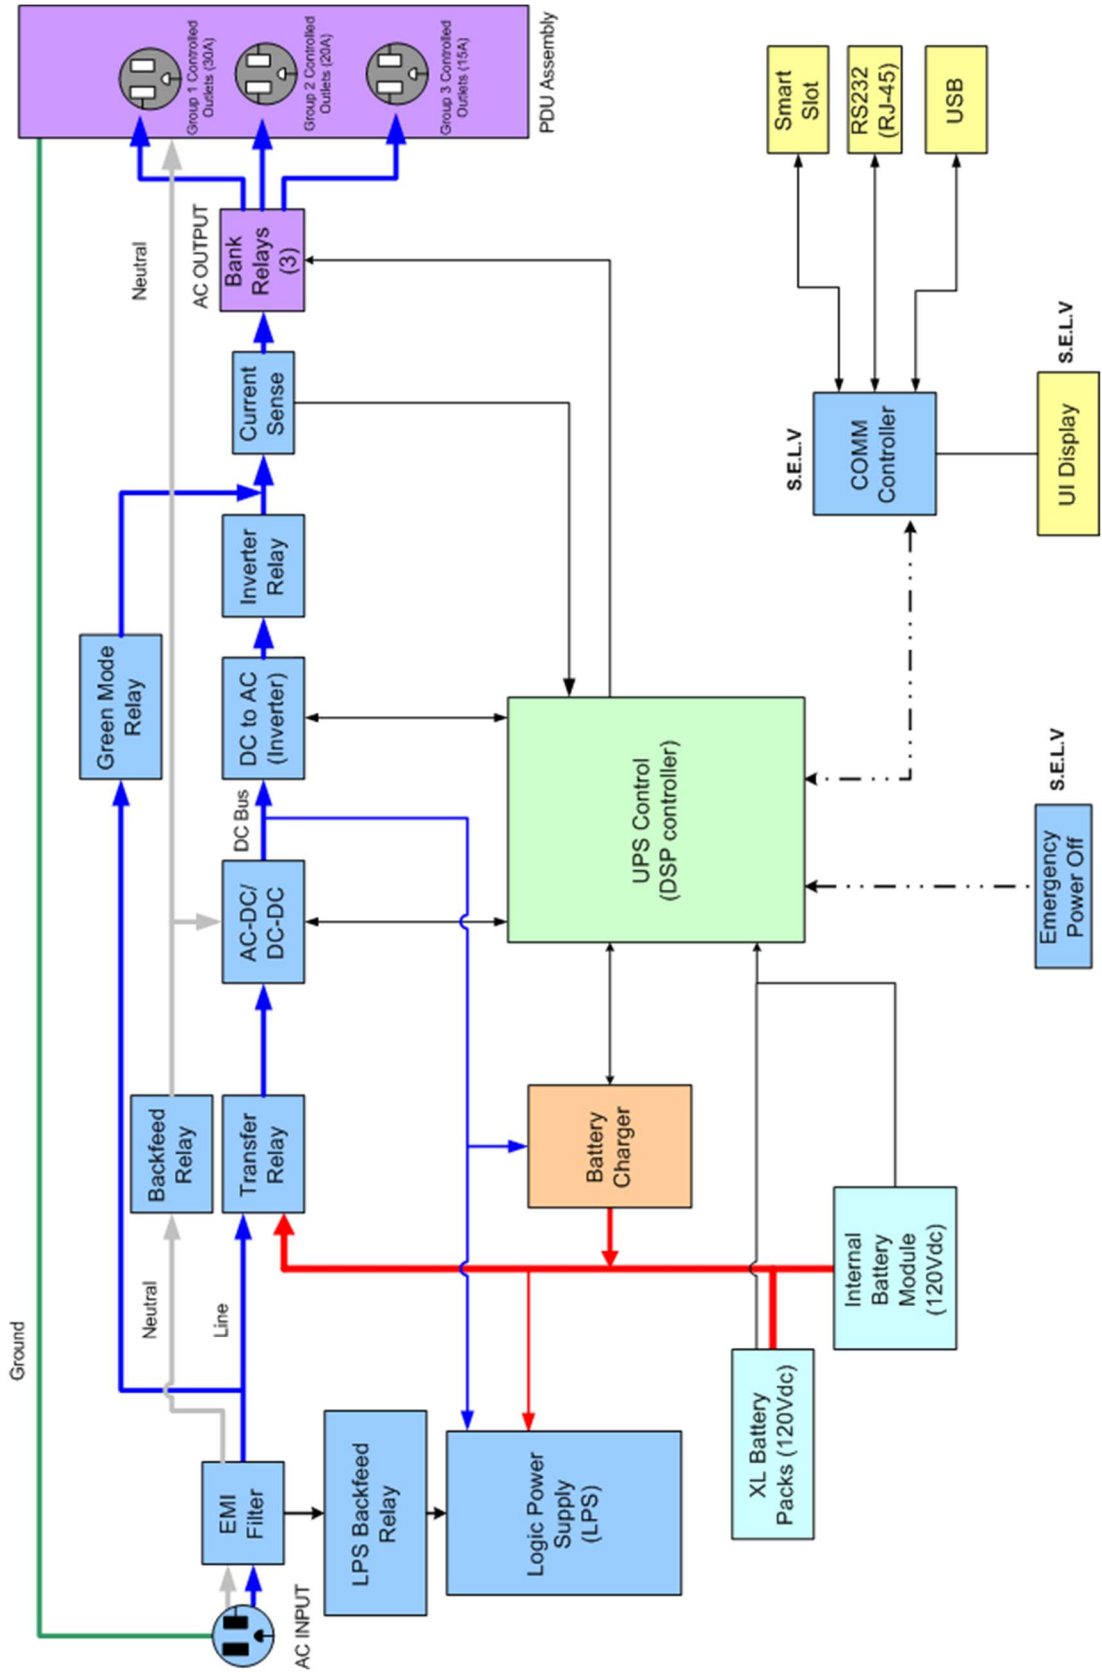 Ground
AC INPUT
EMI
Filter
Neutral
Line
LPS Backfeed
Relay
Logic Power
Supply
(LPS)
Backfeed
Relay
Transfer
Relay
Green Mode
Relay
AC-DC/
DC-DC
DC Bus
DC to AC
(Inverter)
Inverter
Relay
Current
Sense
Neutral
AC OUTPUT
Bank
Relays
(3)
Group 1 Controlled
Outlets (30A)
Group 2 Controlled
Outlets (20A)
Group 3 Controlled
Outlets (15A)
PDU Assembly
Battery
Charger
UPS Control
(DSP controller)
XL Battery
Packs (120Vdc)
Internal
Battery
Module
(120Vdc)
Emergency
Power Off
S.E.L.V
S.E.L.V
COMM
Controller
UI Display
S.E.L.V
Smart
Slot
RS232
(RJ-45)
USB